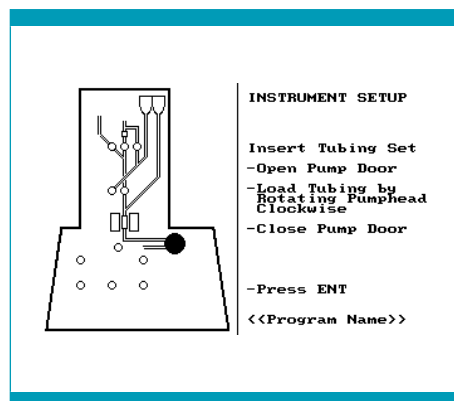 INSTRUMENT SETUP
Insert Tubing Set
-Open Pump Door
-Load Tubing by
Rotating Pumphead
Clockwise
-Close Pump Door
-Press ENT
<<Program Name>>